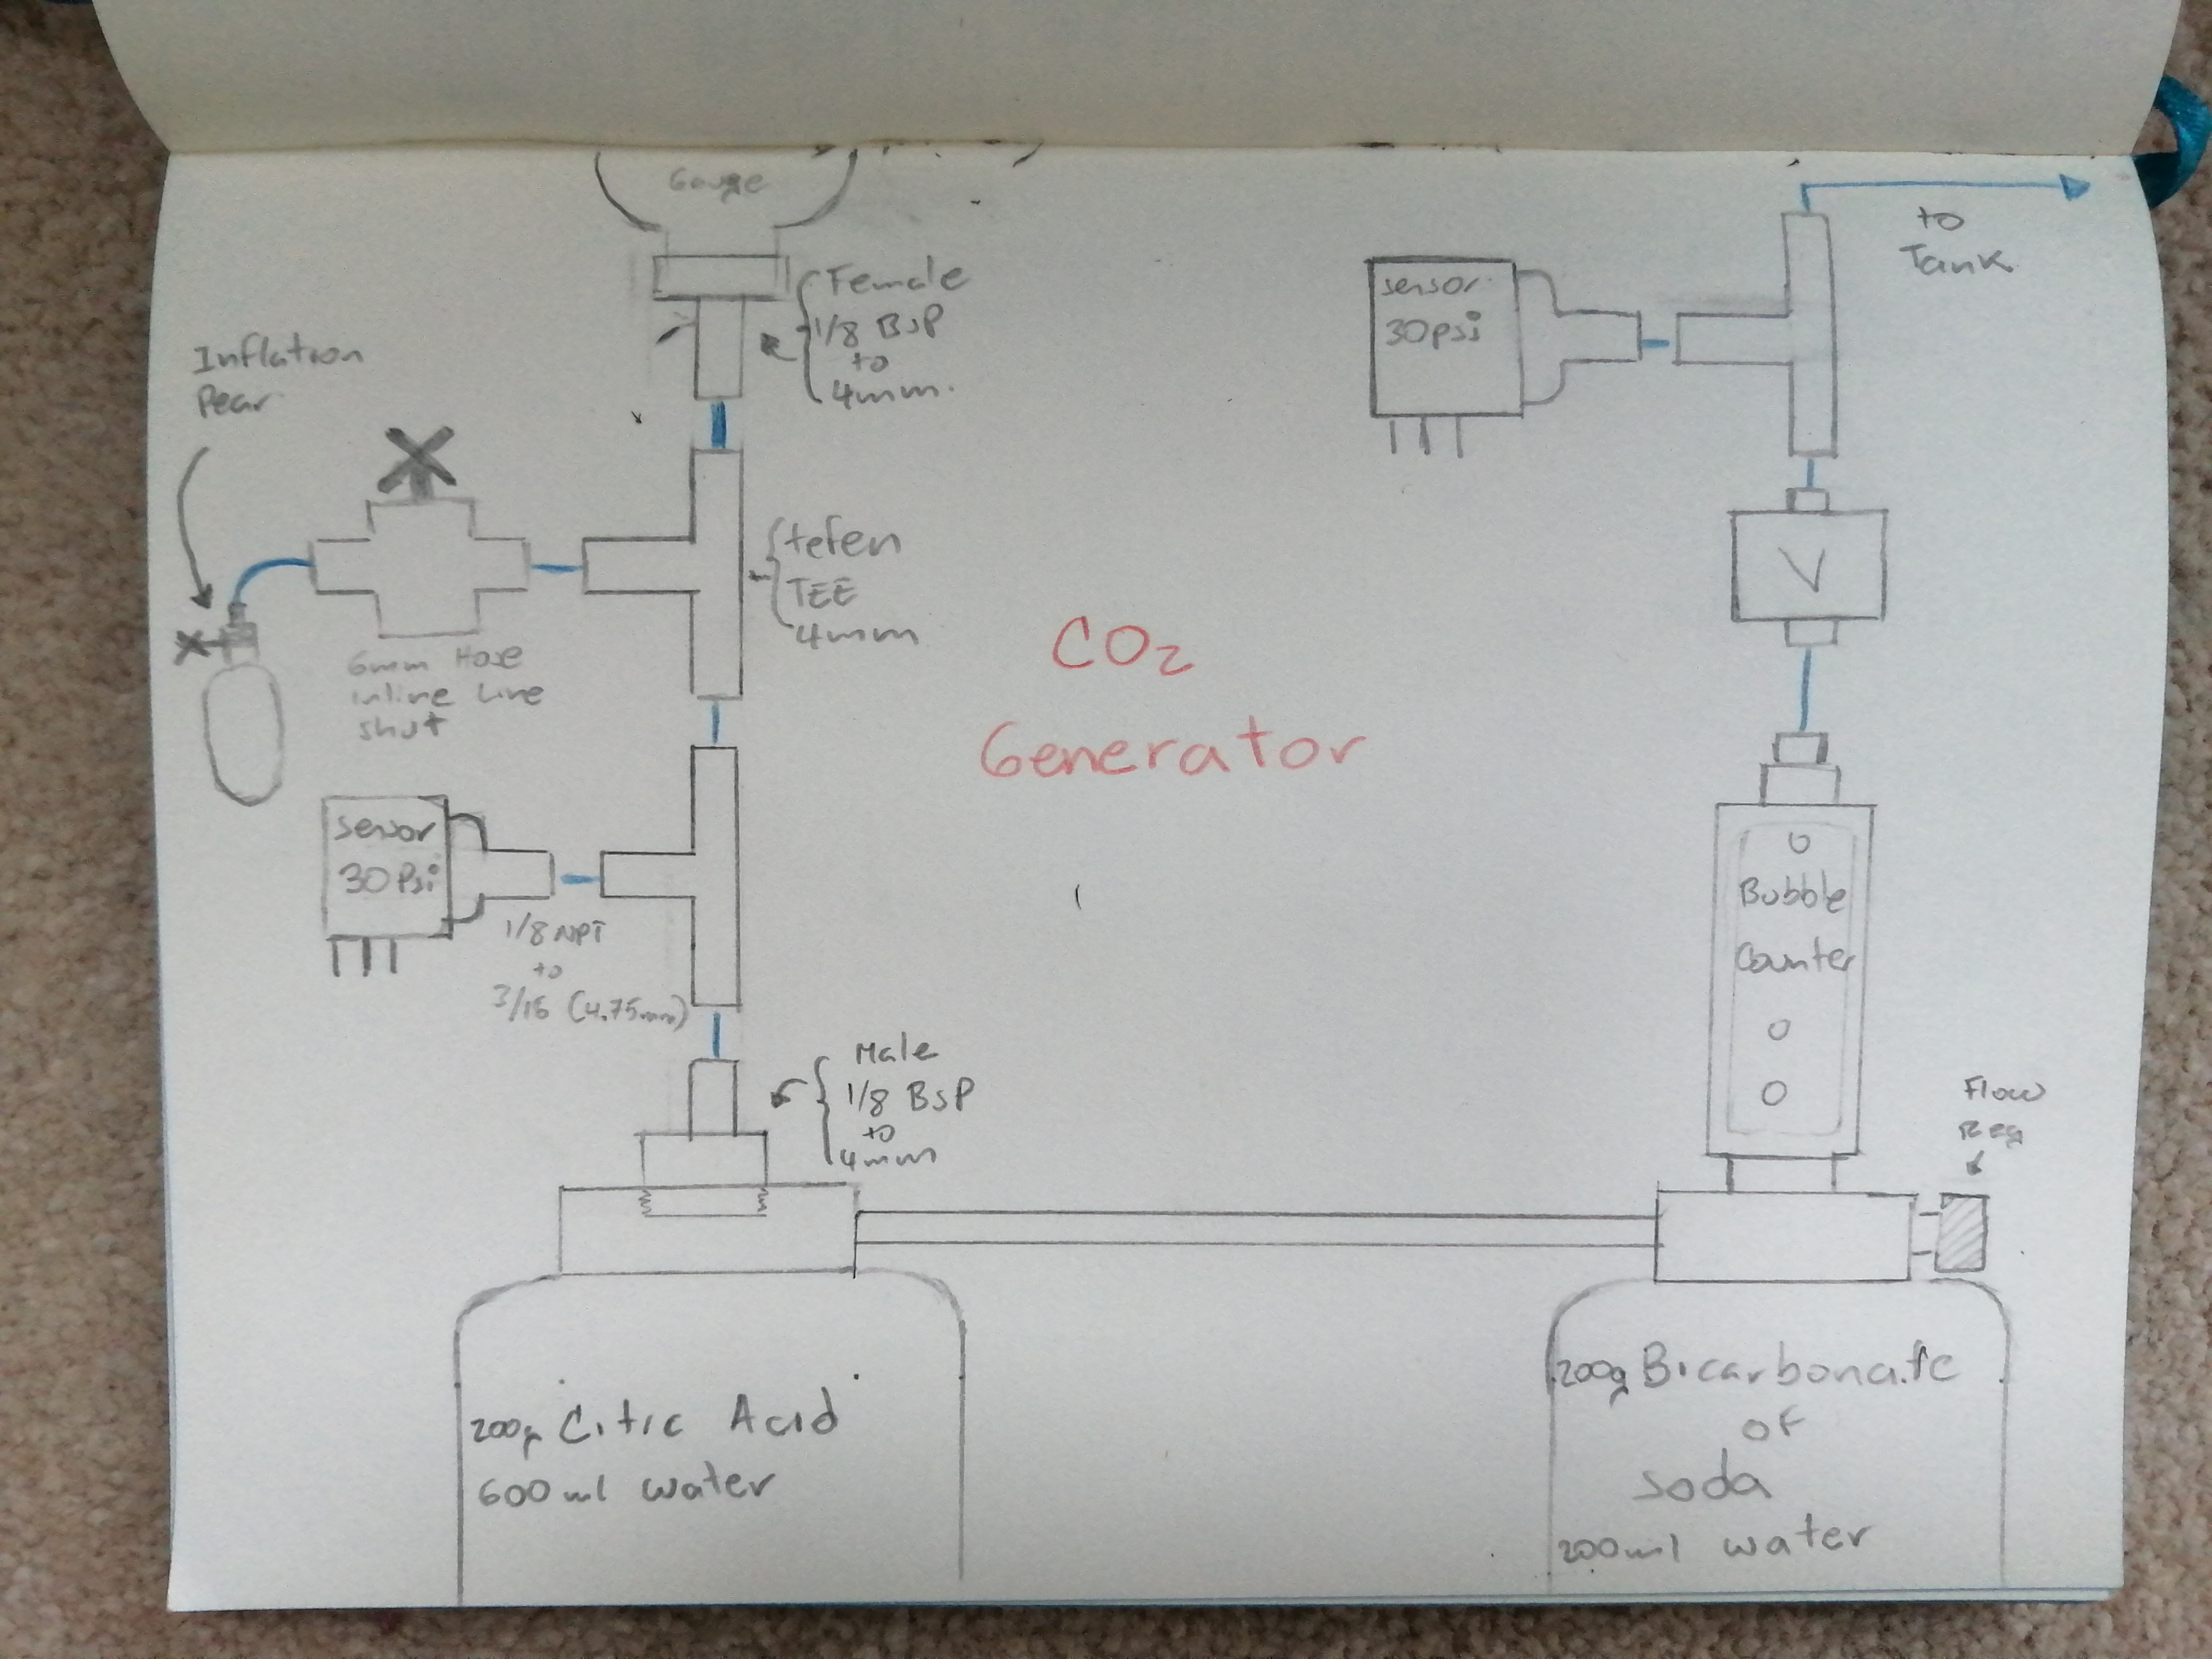 Gauge
Female
1/8 BSP
to
4mm.
Inflation
Pear
6mm Hose
inline Line
shut
tefen
TEE
4mm
sensor
30 Psi
1/8 NPT
to
3/16 (4.75mm)
Male
1/8 BSP
to
4mm
200g Citic Acid
600ml water
CO2
Generator
to
Tank
sensor
30psi
V
Bubble
Counter
Flow
Reg
200g Bicarbonate
of
soda
200ml water